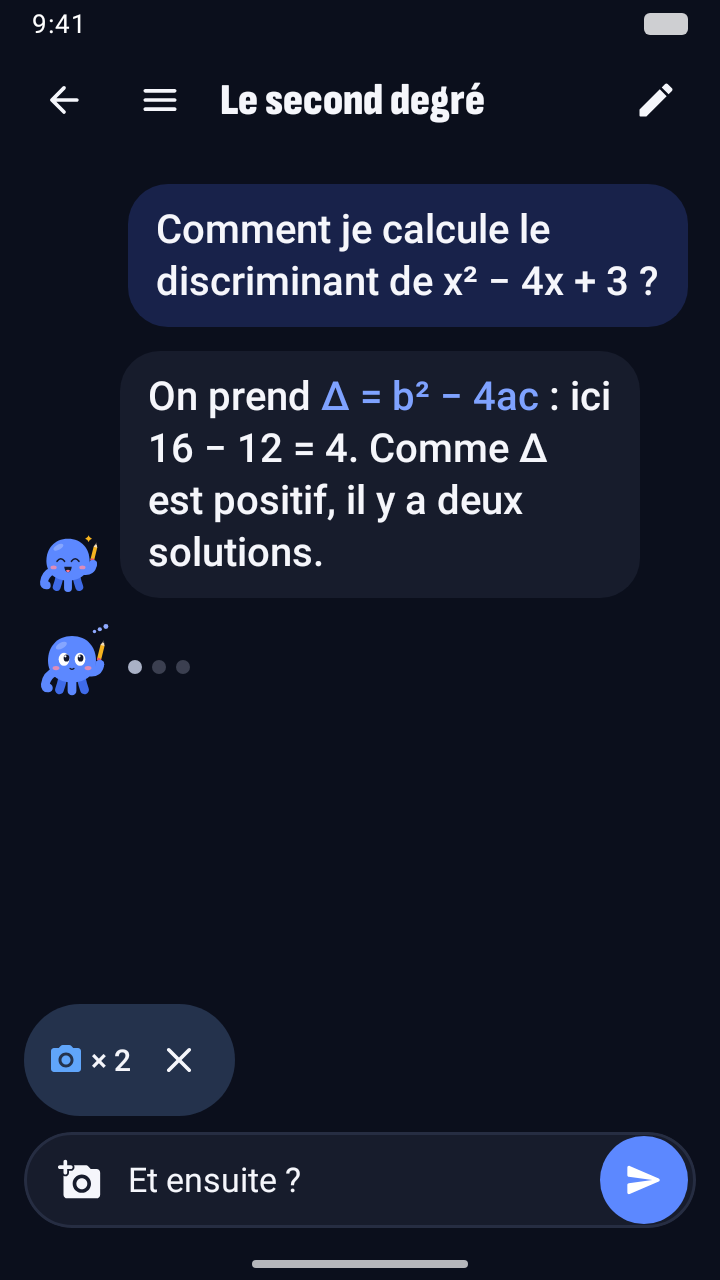 9:41
Le second degré
Comment je calcule le
discriminant de x² − 4x + 3 ?
On prend Δ = b² − 4ac : ici
16 − 12 = 4. Comme Δ
est positif, il y a deux
solutions.
× 2
Et ensuite ?